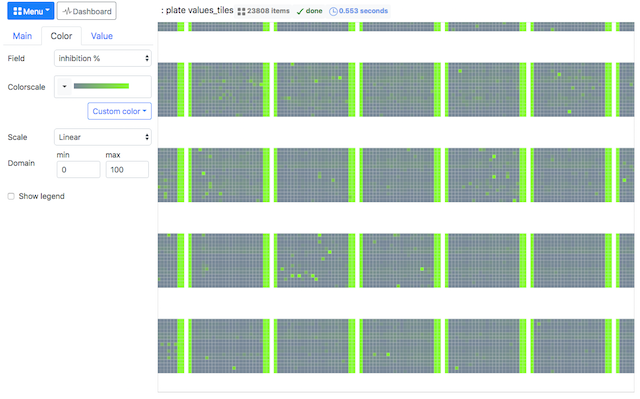 Menu
Dashboard
: plate values_tiles
23808 items
done
0.553 seconds
Main
Color
Value
Field
inhibition %
Colorscale
Custom color
Scale
Linear
Domain
min
max
0
100
Show legend